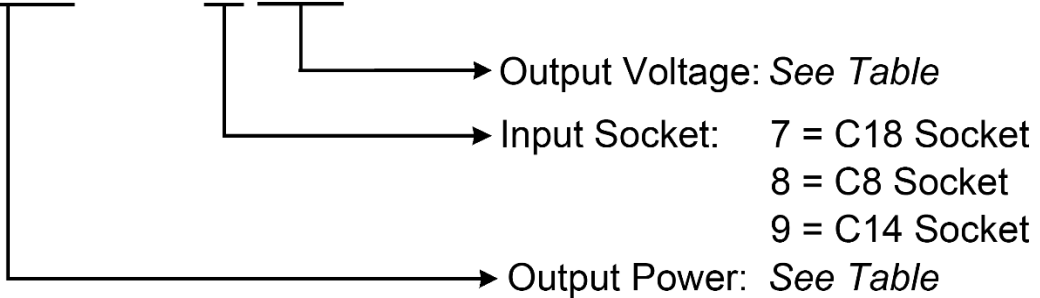 Output Voltage: See Table
Input Socket: 7 = C18 Socket
8 = C8 Socket
9 = C14 Socket
Output Power: See Table